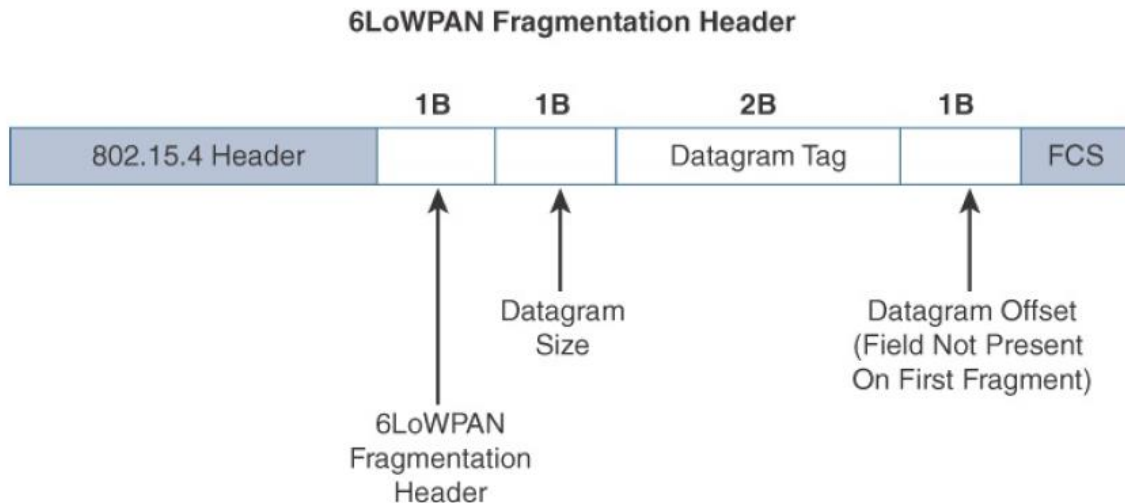 6LoWPAN Fragmentation Header
1B 1B 2B 1B
802.15.4 Header Datagram Tag FCS
Datagram
Size
Datagram Offset
(Field Not Present
On First Fragment)
6LoWPAN
Fragmentation
Header